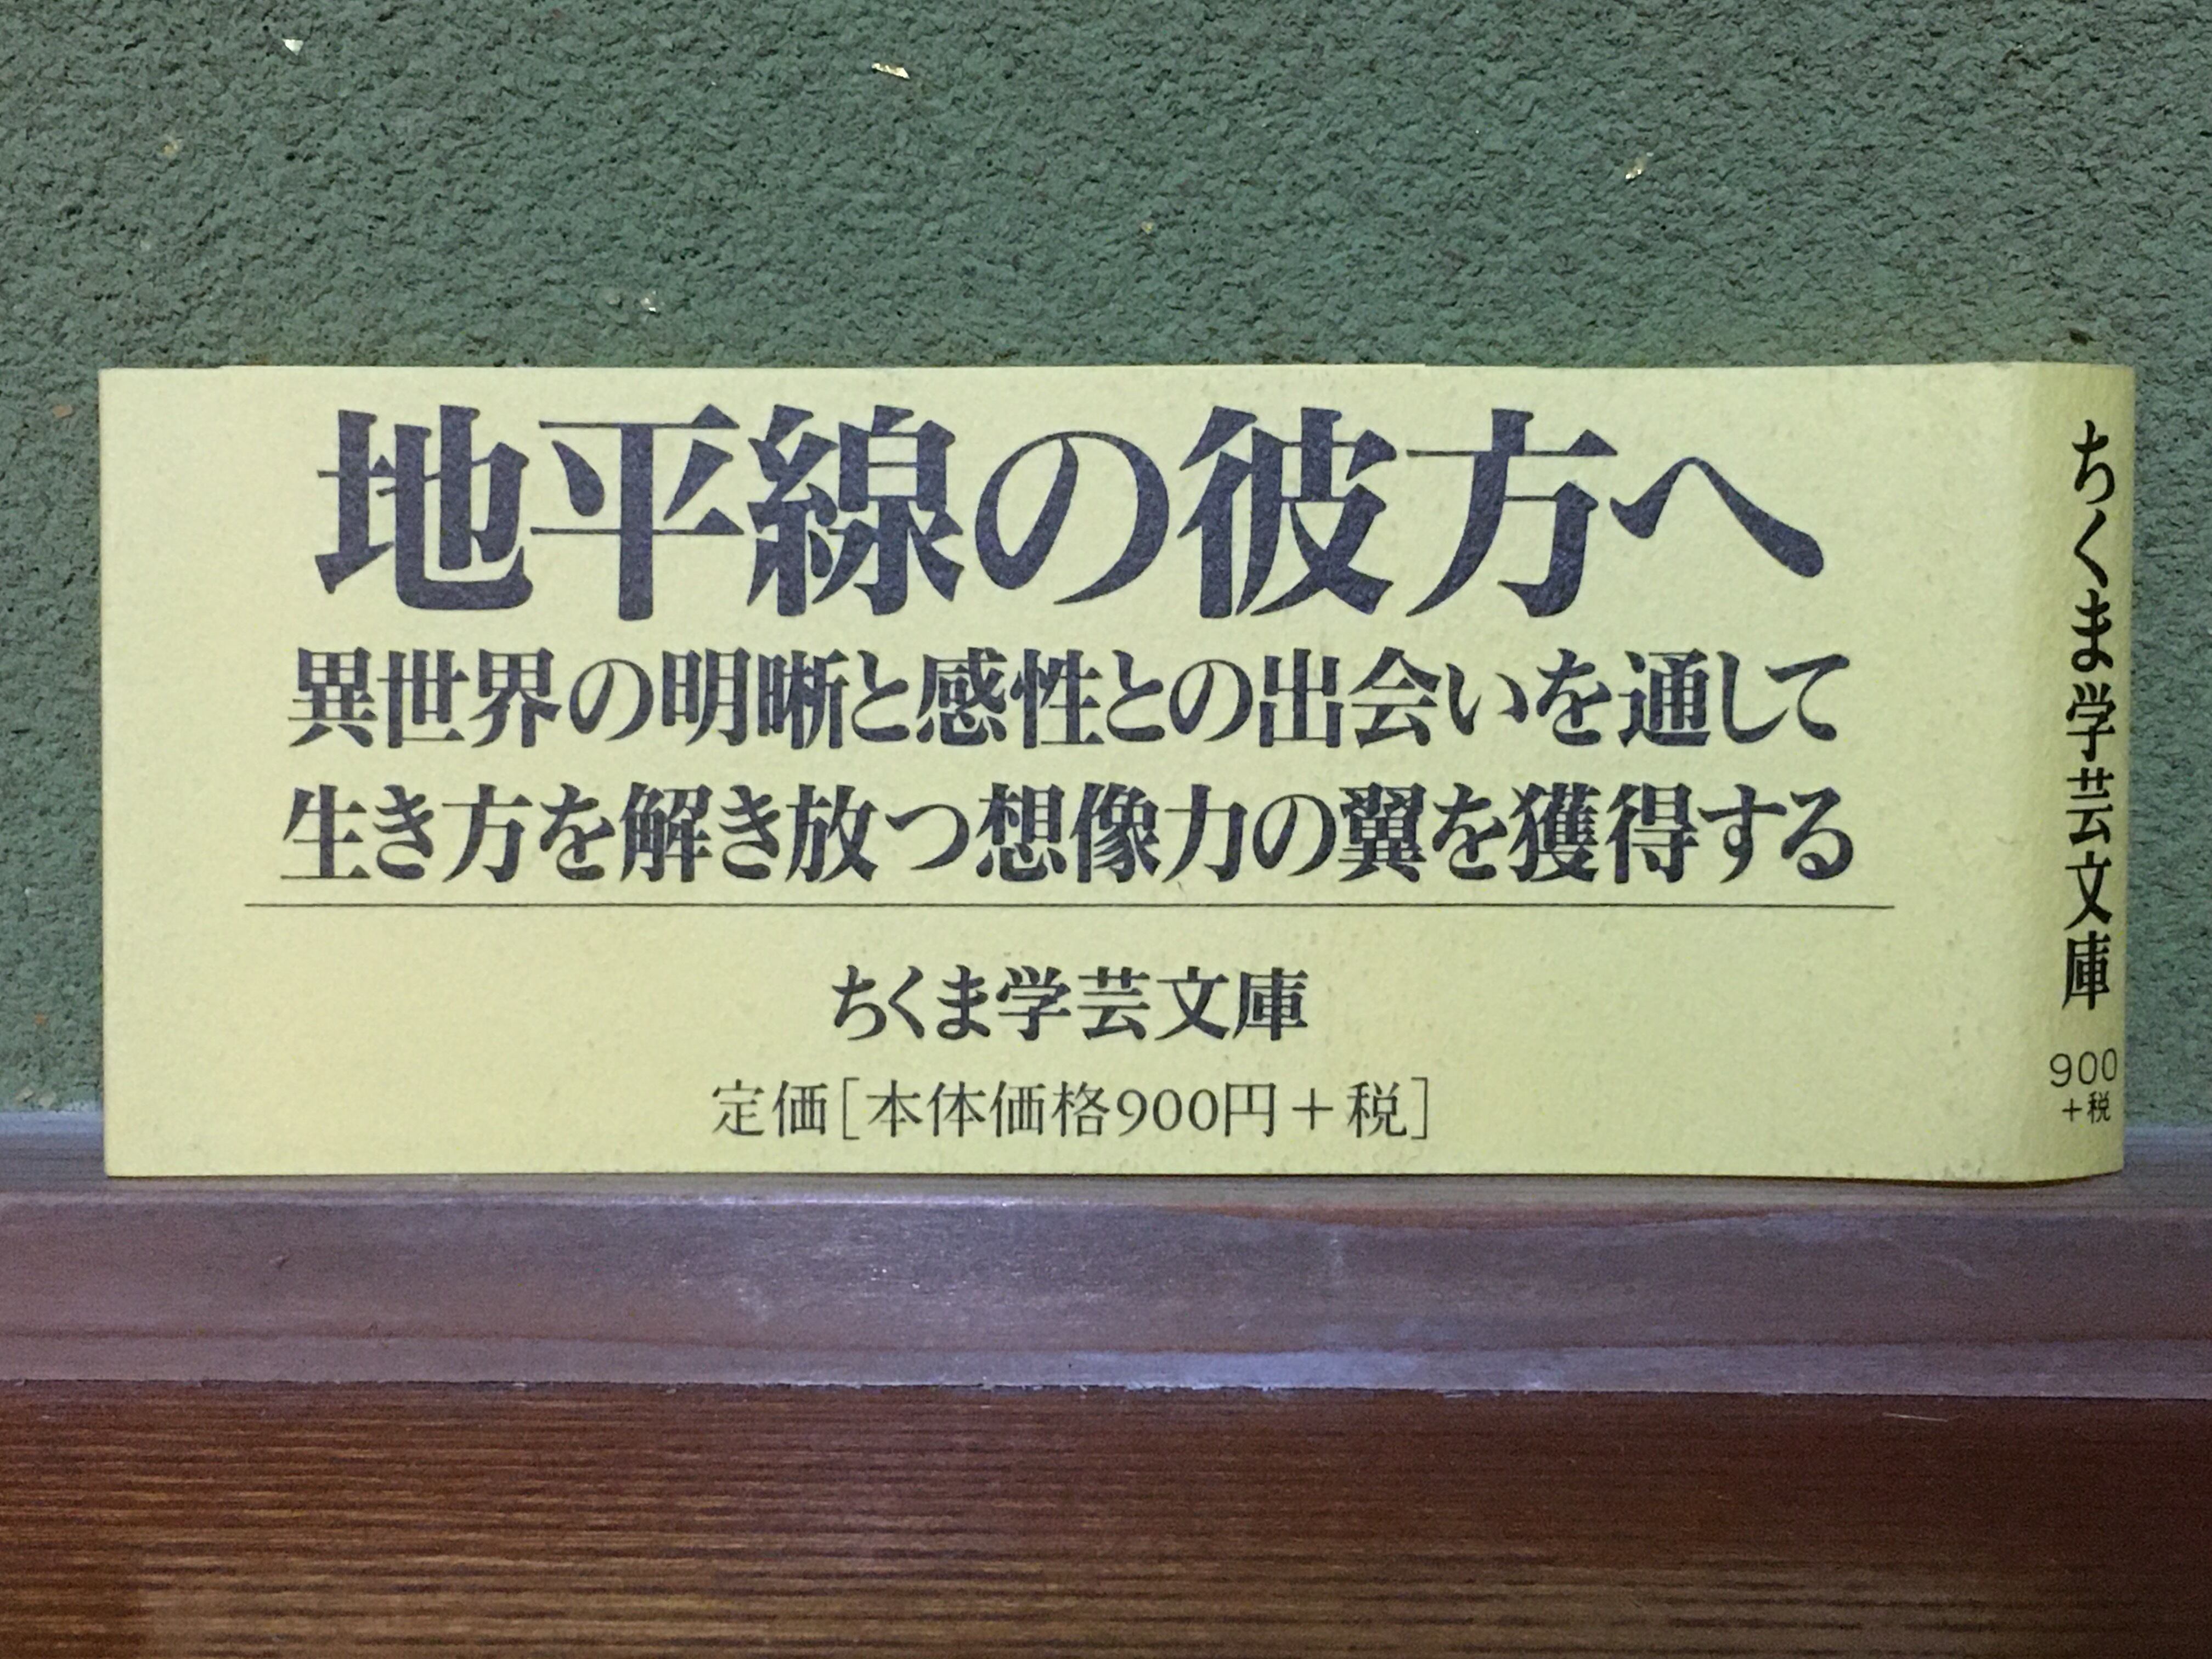 地平線の彼方へ
異世界の明晰と感性との出会いを通して
生き方を解き放つ想像力の翼を獲得する
ちくま学芸文庫
定価[本体価格900円+税]
ちくま学芸文庫
900
+税